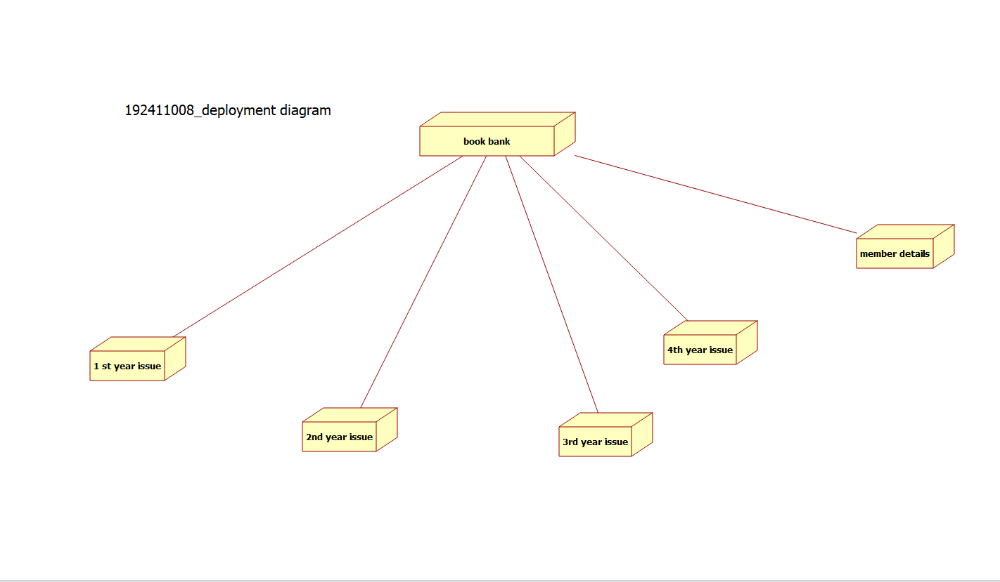 192411008_deployment diagram
book bank
member details
4th year issue
1 st year issue
2nd year issue
3rd year issue